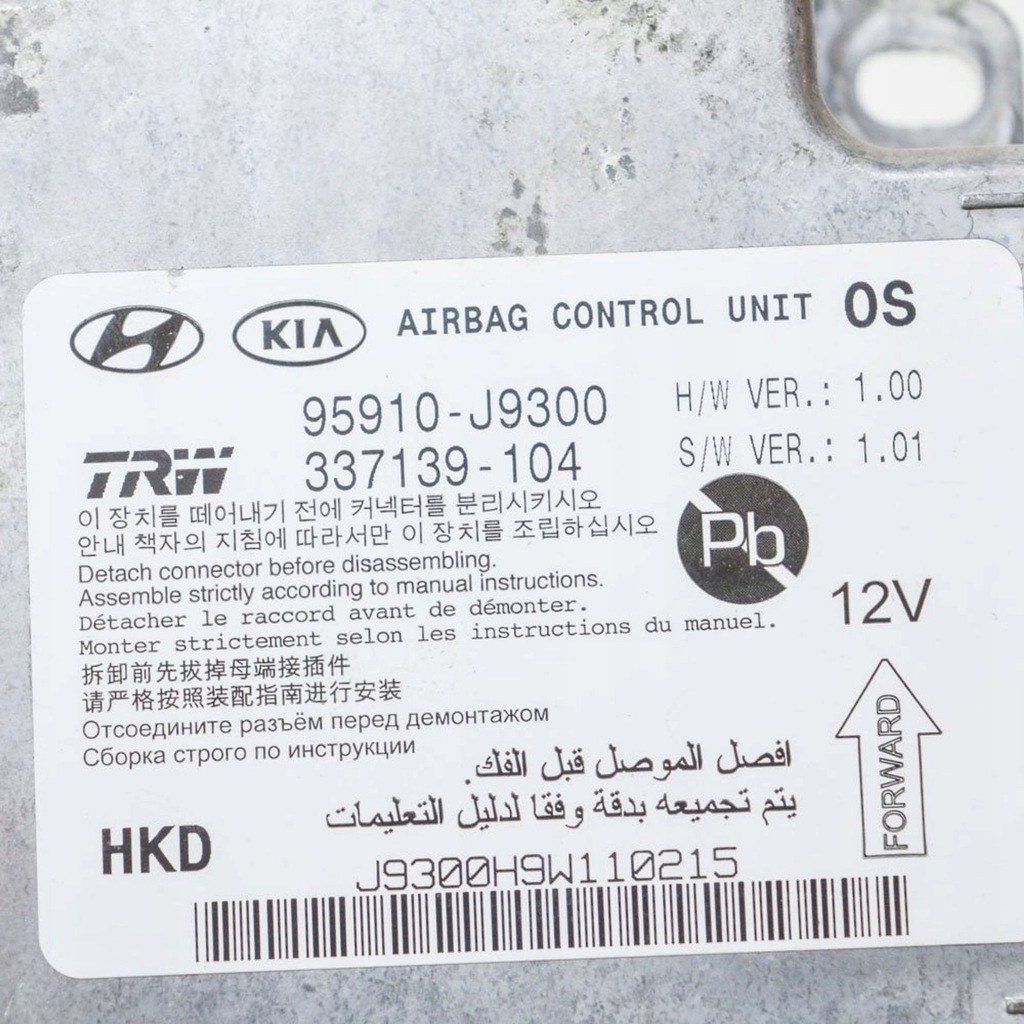 KIA AIRBAG CONTROL UNIT OS
95910-J9300 H/W VER.: 1.00
TRW 337139-104 S/W VER.: 1.01
이 장치를 떼어내기 전에 커넥터를 분리시키시오
안내 책자의 지침에 따라서만 이 장치를 조립하십시오
Pb
Detach connector before disassembling.
Assemble strictly according to manual instructions.
12V
Détacher le raccord avant de démonter.
Monter strictement selon les instructions du manuel.
拆卸前先拔掉母端接插件
请严格按照装配指南进行安装
Отсоедините разъём перед демонтажом
Сборка строго по инструкции
افصل الموصل قبل الفك.
يتم تجميعه بدقة وفقا لدليل التعليمات
FORWARD
HKD
J9300H9W110215